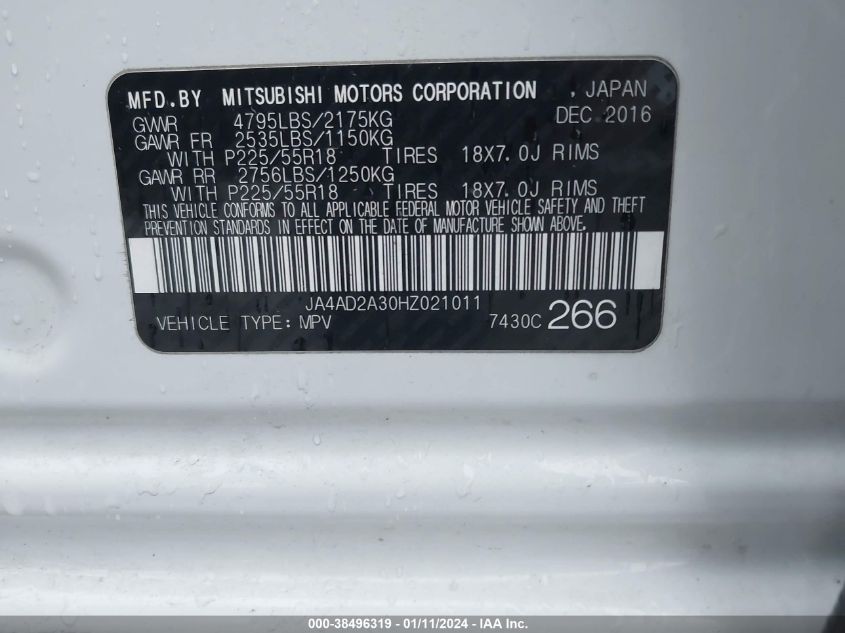 MFD.BY MITSUBISHI MOTORS CORPORATION , JAPAN
GVWR 4795LBS/2175KG DEC 2016
GAWR FR 2535LBS/1150KG
WITH P225/55R18 TIRES 18X7.0J RIMS
GAWR RR 2756LBS/1250KG
WITH P225/55R18 TIRES 18X7.0J RIMS
THIS VEHICLE CONFORMS TO ALL APPLICABLE FEDERAL MOTOR VEHICLE SAFETY AND THEFT
PREVENTION STANDARDS IN EFFECT ON THE DATE OF MANUFACTURE SHOWN ABOVE.
JA4AD2A30HZ021011
VEHICLE TYPE:MPV 7430C 266
000-38496319 - 01/11/2024 - IAA Inc.